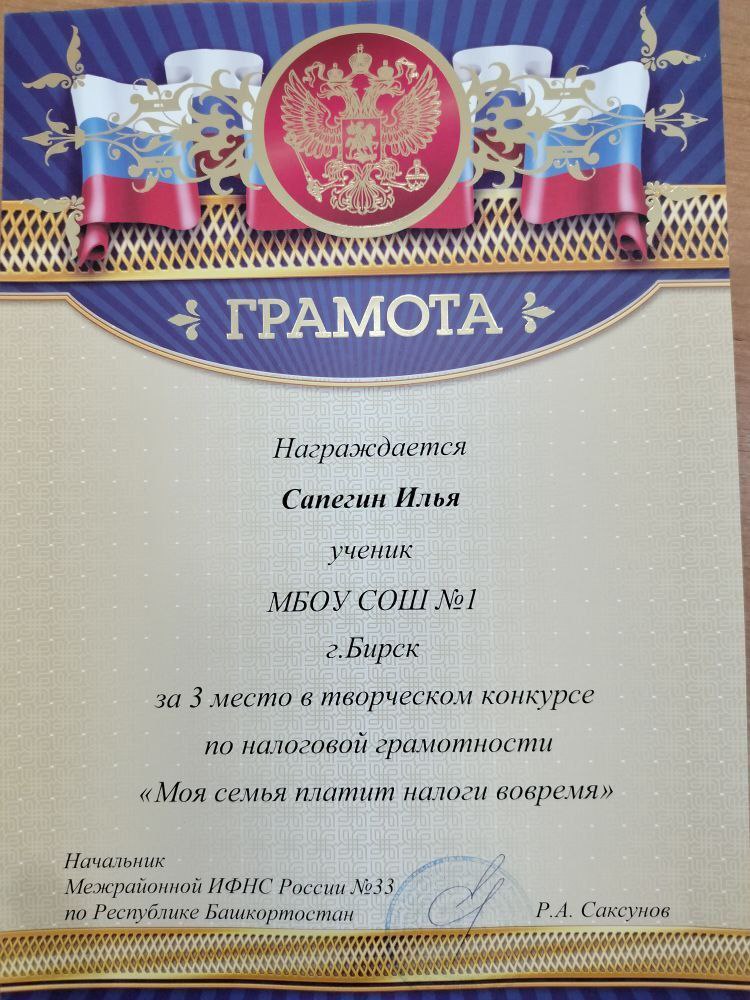 ГРАМОТА
Награждается
Сапегин Илья
ученик
МБОУ СОШ №1
г.Бирск
за 3 место в творческом конкурсе
по налоговой грамотности
«Моя семья платит налоги вовремя»
Начальник
Межрайонной ИФНС России №33
по Республике Башкортостан
Р.А. Саксунов